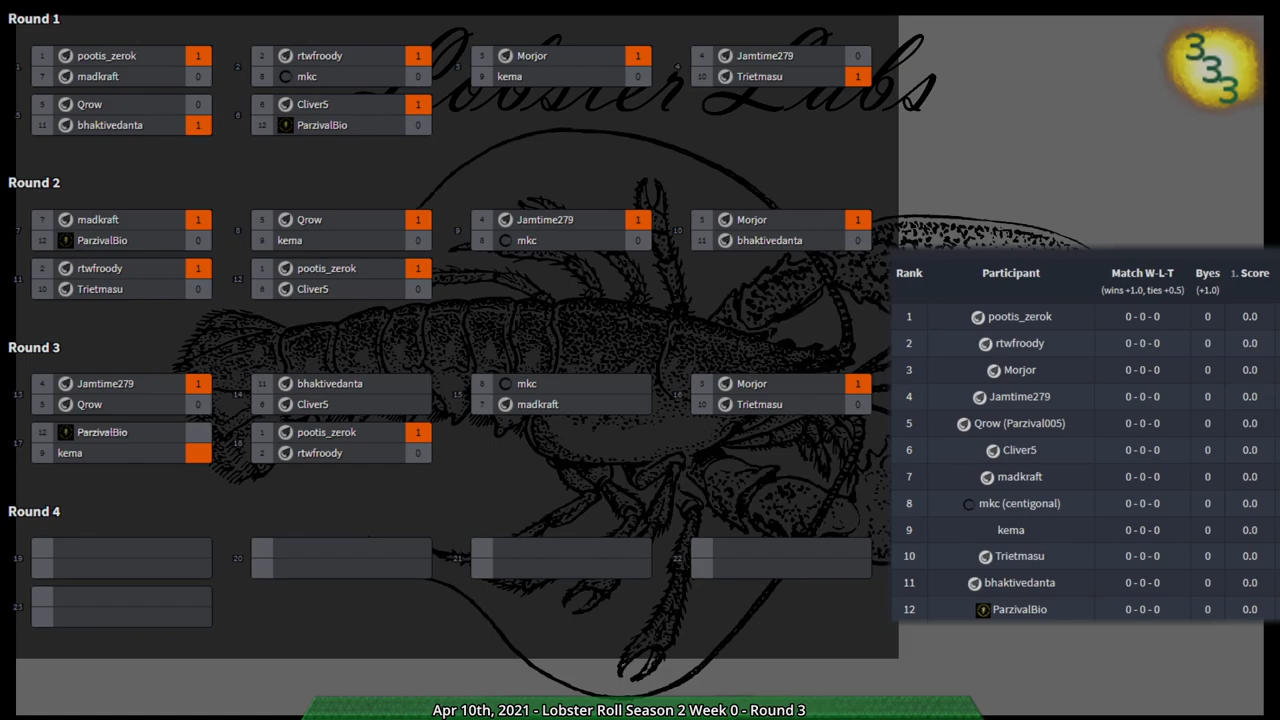 Round 1
Lobster Labs
1 pootis_zerok 1
7 madkraft 0
2 rtwfroody 1
8 mkc 0
3 Morjor 1
9 kema 0
4 Jamtime279 0
10 Trietmasu 1
5 Qrow 0
11 bhaktivedanta 1
6 Cliver5 1
12 ParzivalBio 0
333
Round 2
7 madkraft 1
12 ParzivalBio 0
5 Qrow 1
9 kema 0
4 Jamtime279 1
8 mkc 0
3 Morjor 1
11 bhaktivedanta 0
2 rtwfroody 1
10 Trietmasu 0
1 pootis_zerok 1
6 Cliver5 0
Round 3
4 Jamtime279 1
5 Qrow 0
11 bhaktivedanta
6 Cliver5
8 mkc
7 madkraft
3 Morjor 1
10 Trietmasu 0
12 ParzivalBio
9 kema
1 pootis_zerok 1
2 rtwfroody 0
Round 4
19
20
21
22
23
Rank Participant Match W-L-T Byes 1. Score
(wins +1.0, ties +0.5) (+1.0)
1 pootis_zerok 0 - 0 - 0 0 0.0
2 rtwfroody 0 - 0 - 0 0 0.0
3 Morjor 0 - 0 - 0 0 0.0
4 Jamtime279 0 - 0 - 0 0 0.0
5 Qrow (Parzival005) 0 - 0 - 0 0 0.0
6 Cliver5 0 - 0 - 0 0 0.0
7 madkraft 0 - 0 - 0 0 0.0
8 mkc (centigonal) 0 - 0 - 0 0 0.0
9 kema 0 - 0 - 0 0 0.0
10 Trietmasu 0 - 0 - 0 0 0.0
11 bhaktivedanta 0 - 0 - 0 0 0.0
12 ParzivalBio 0 - 0 - 0 0 0.0
Apr 10th, 2021 - Lobster Roll Season 2 Week 0 - Round 3